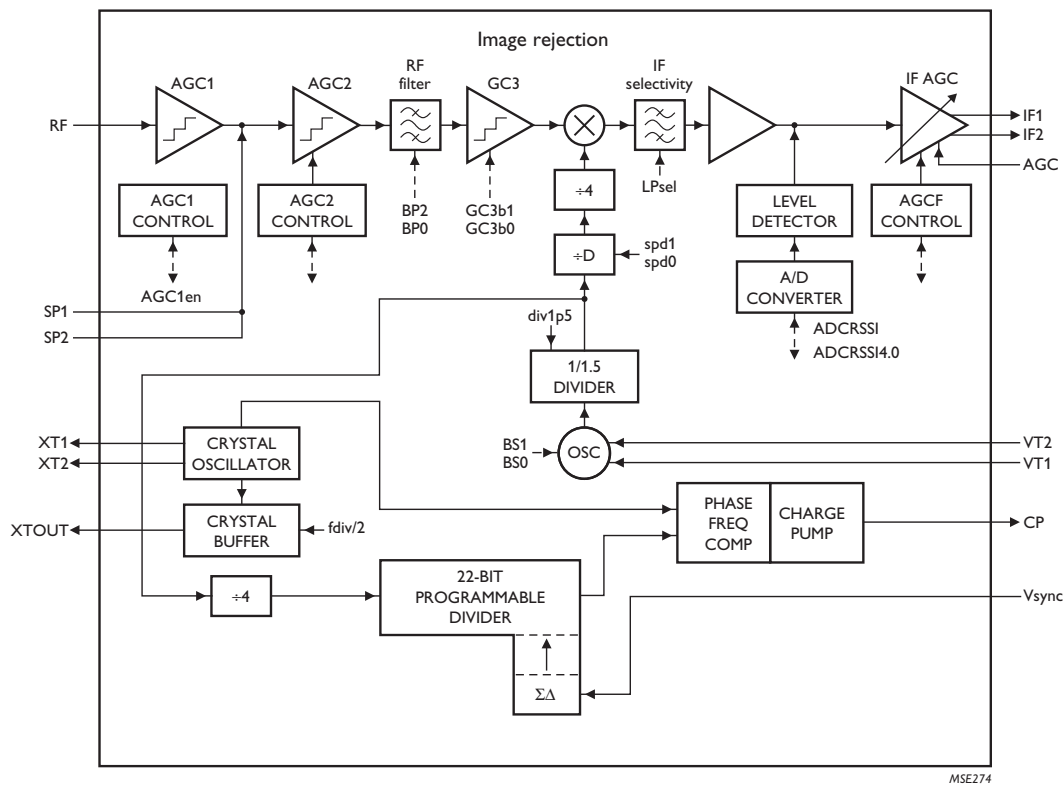 Image rejection
AGC1
AGC2
RF
filter
GC3
IF
selectivity
IF AGC
RF
IF1
IF2
AGC
AGC1
CONTROL
AGC2
CONTROL
BP2
BP0
GC3b1
GC3b0
÷4
LPsel
LEVEL
DETECTOR
AGCF
CONTROL
÷D
spd1
spd0
A/D
CONVERTER
AGC1en
SP1
SP2
div1p5
ADCRSSI
ADCRSSI4.0
1/1.5
DIVIDER
XT1
XT2
CRYSTAL
OSCILLATOR
BS1
BS0
OSC
VT2
VT1
XTOUT
CRYSTAL
BUFFER
fdiv/2
PHASE
FREQ
COMP
CHARGE
PUMP
CP
÷4
22-BIT
PROGRAMMABLE
DIVIDER
Vsync
ΣΔ
MSE274